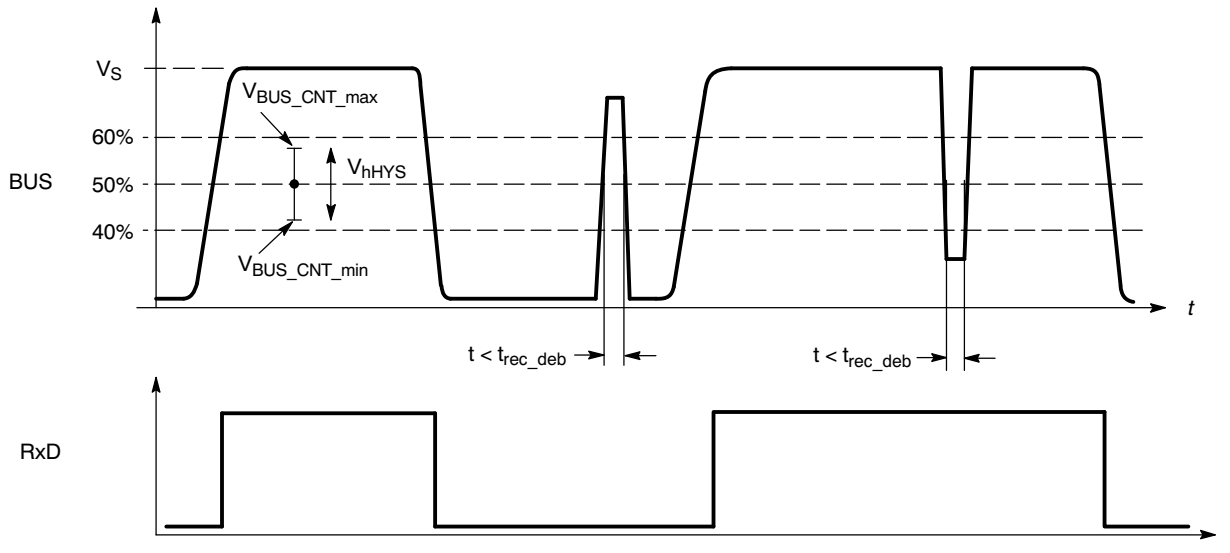 V_S
V_BUS_CNT_max
60%
V_hHYS
BUS
50%
40%
V_BUS_CNT_min
t
t < t_rec_deb
t < t_rec_deb
RxD